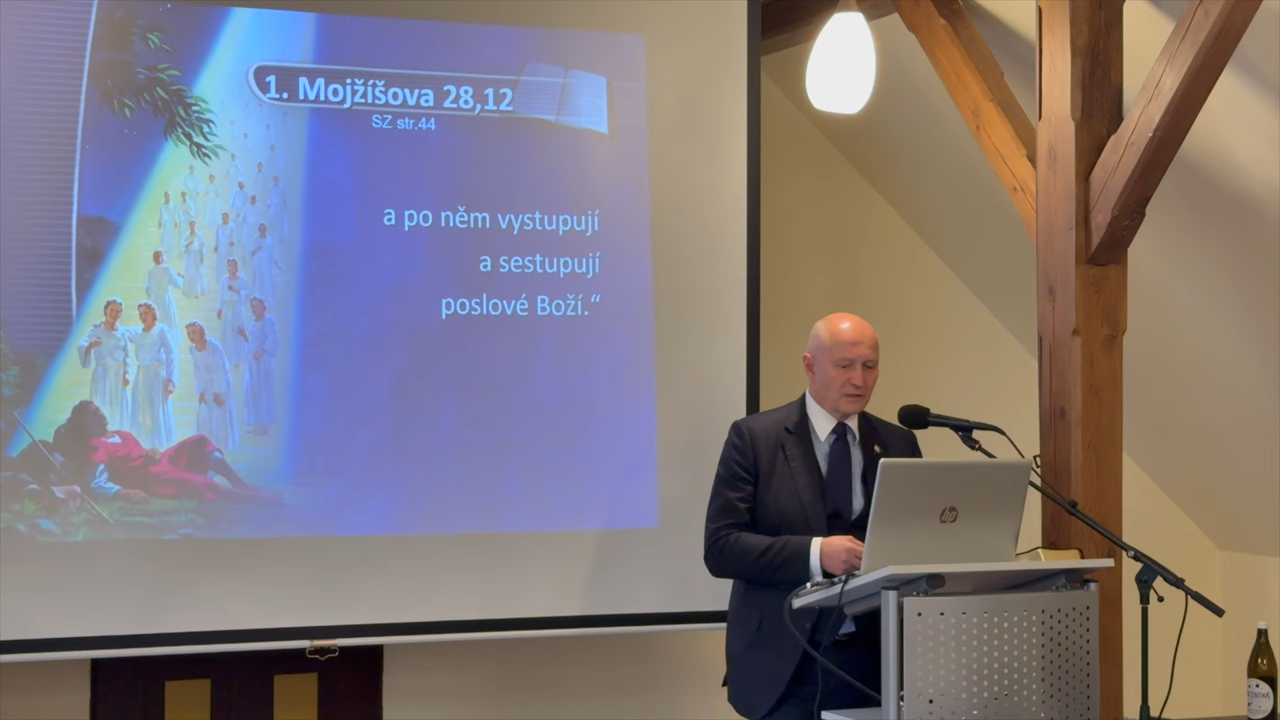 1. Mojžíšova 28,12
SZ str.44
a po něm vystupují
a sestupují
poslové Boží.“
hp